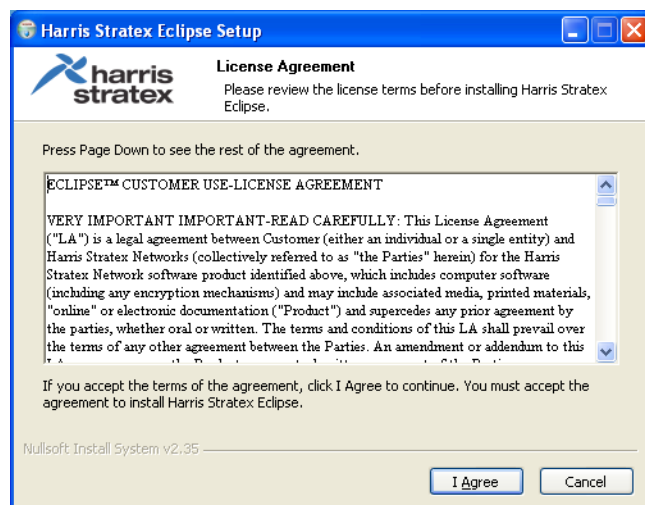 Harris Stratex Eclipse Setup
harris
stratex
License Agreement
Please review the license terms before installing Harris Stratex
Eclipse.
Press Page Down to see the rest of the agreement.
ECLIPSE™ CUSTOMER USE-LICENSE AGREEMENT
VERY IMPORTANT IMPORTANT-READ CAREFULLY: This License Agreement
("LA") is a legal agreement between Customer (either an individual or a single entity) and
Harris Stratex Networks (collectively referred to as "the Parties" herein) for the Harris
Stratex Network software product identified above, which includes computer software
(including any encryption mechanisms) and may include associated media, printed materials,
"online" or electronic documentation ("Product") and supercedes any prior agreement by
the parties, whether oral or written. The terms and conditions of this LA shall prevail over
the terms of any other agreement between the Parties. An amendment or addendum to this
If you accept the terms of the agreement, click I Agree to continue. You must accept the
agreement to install Harris Stratex Eclipse.
Nullsoft Install System v2.35
I Agree
Cancel